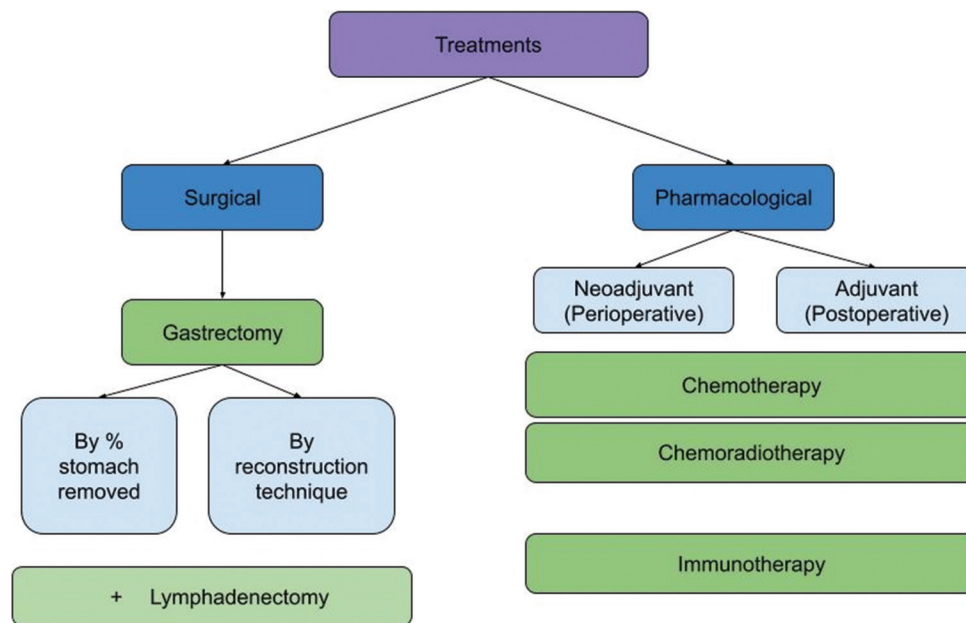 Treatments
Surgical
Pharmacological
Neoadjuvant
(Perioperative)
Adjuvant
(Postoperative)
Gastrectomy
Chemotherapy
By %
stomach
removed
By
reconstruction
technique
Chemoradiotherapy
Immunotherapy
+ Lymphadenectomy